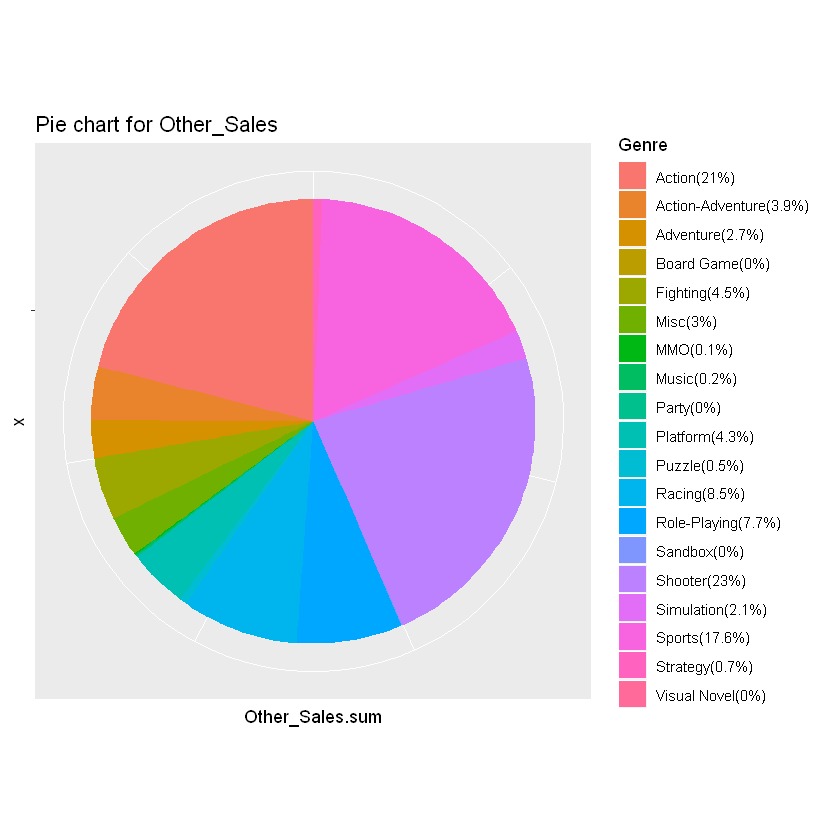 Pie chart for Other_Sales
Genre
Action(21%)
Action-Adventure(3.9%)
Adventure(2.7%)
Board Game(0%)
Fighting(4.5%)
Misc(3%)
MMO(0.1%)
Music(0.2%)
Party(0%)
Platform(4.3%)
Puzzle(0.5%)
Racing(8.5%)
Role-Playing(7.7%)
Sandbox(0%)
Shooter(23%)
Simulation(2.1%)
Sports(17.6%)
Strategy(0.7%)
Visual Novel(0%)
x
Other_Sales.sum